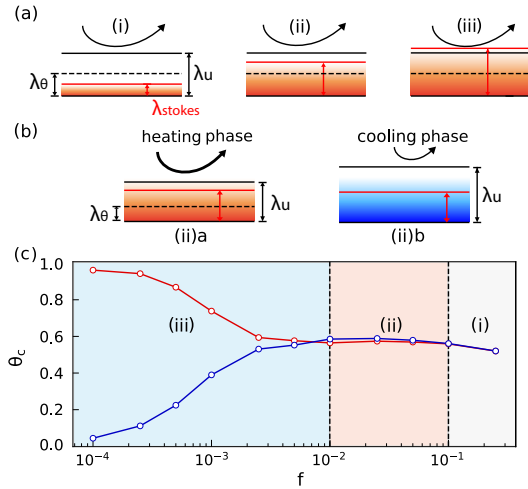 (a)
(i)
(ii)
(iii)
λθ
λu
λstokes
(b)
heating phase
cooling phase
λθ
λu
λu
(ii)a
(ii)b
(c)
1.0
0.8
0.6
0.4
0.2
0.0
θc
(iii)
(ii)
(i)
10⁻⁴
10⁻³
10⁻²
10⁻¹
f